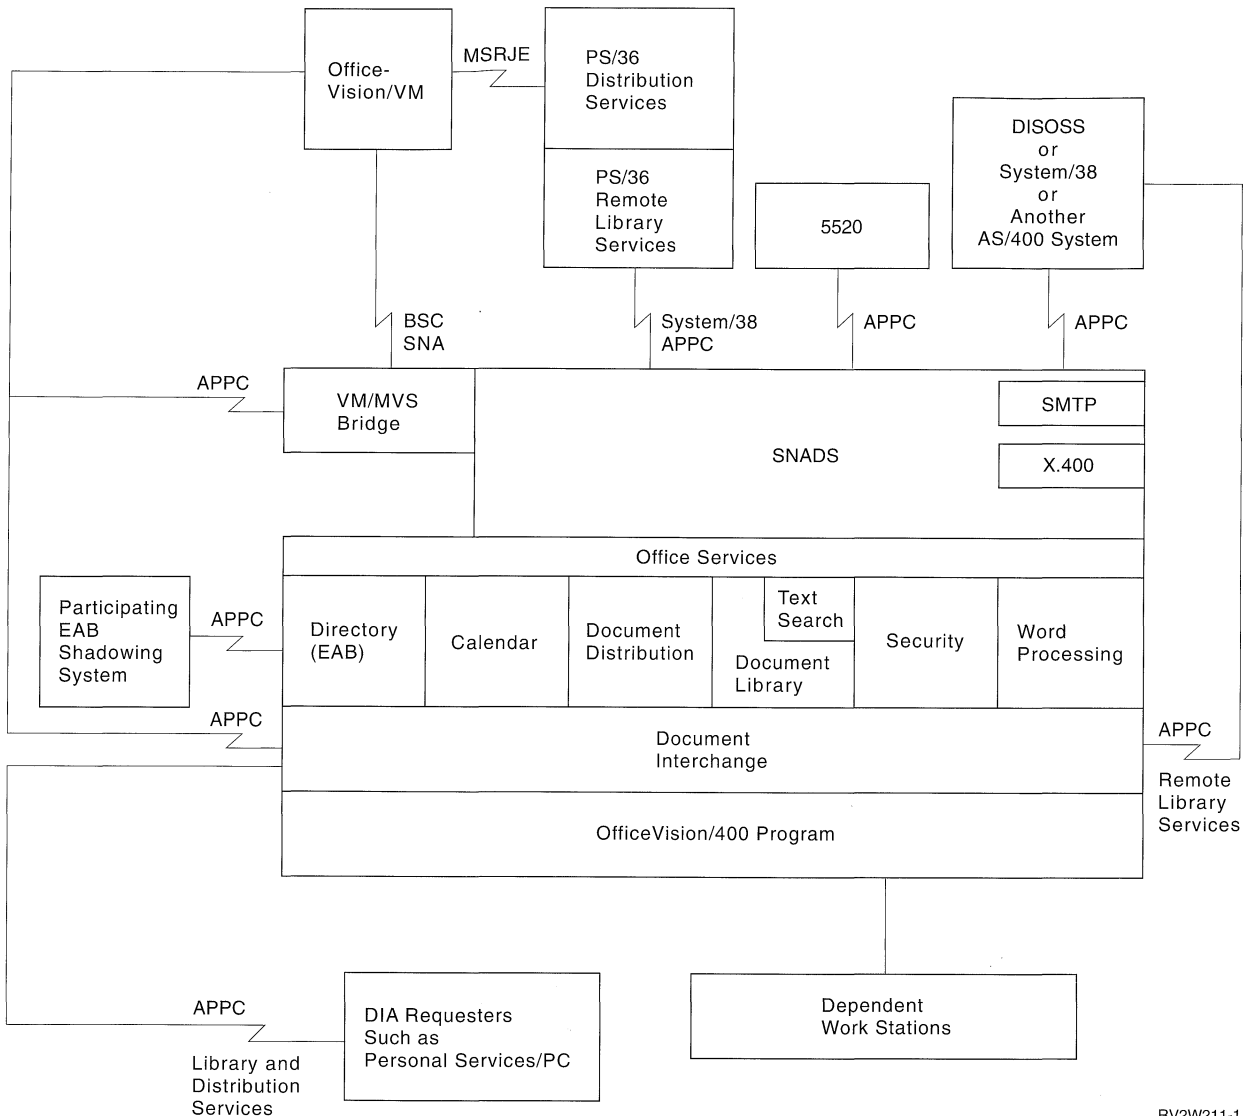 Office-
Vision/VM
MSRJE
PS/36
Distribution
Services
PS/36
Remote
Library
Services
5520
DISOSS
or
System/38
or
Another
AS/400 System
BSC
SNA
System/38
APPC
APPC
APPC
APPC
VM/MVS
Bridge
SNADS
SMTP
X.400
Office Services
Participating
EAB
Shadowing
System
APPC
Directory
(EAB)
Calendar
Document
Distribution
Text
Search
Document
Library
Security
Word
Processing
APPC
Document
Interchange
APPC
Remote
Library
Services
OfficeVision/400 Program
APPC
Library and
Distribution
Services
DIA Requesters
Such as
Personal Services/PC
Dependent
Work Stations
RV2W211-1